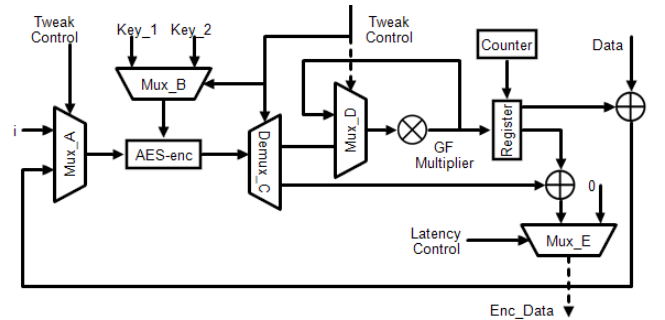 Tweak
Control
Key_1
Key_2
Tweak
Control
Counter
Data
Mux_B
i
Mux_A
AES-enc
Demux_C
Mux_D
GF
Multiplier
Register
0
Latency
Control
Mux_E
Enc_Data